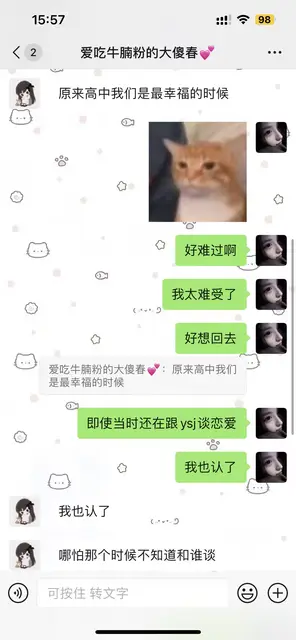 15:57
98
2
爱吃牛腩粉的大傻春💕
原来高中我们是最幸福的时候
好难过啊
我太难受了
好想回去
爱吃牛腩粉的大傻春💕：原来高中我们
是最幸福的时候
即使当时还在跟 ysj 谈恋爱
我也认了
我也认了
哪怕那个时候不知道和谁谈
可按住 转文字